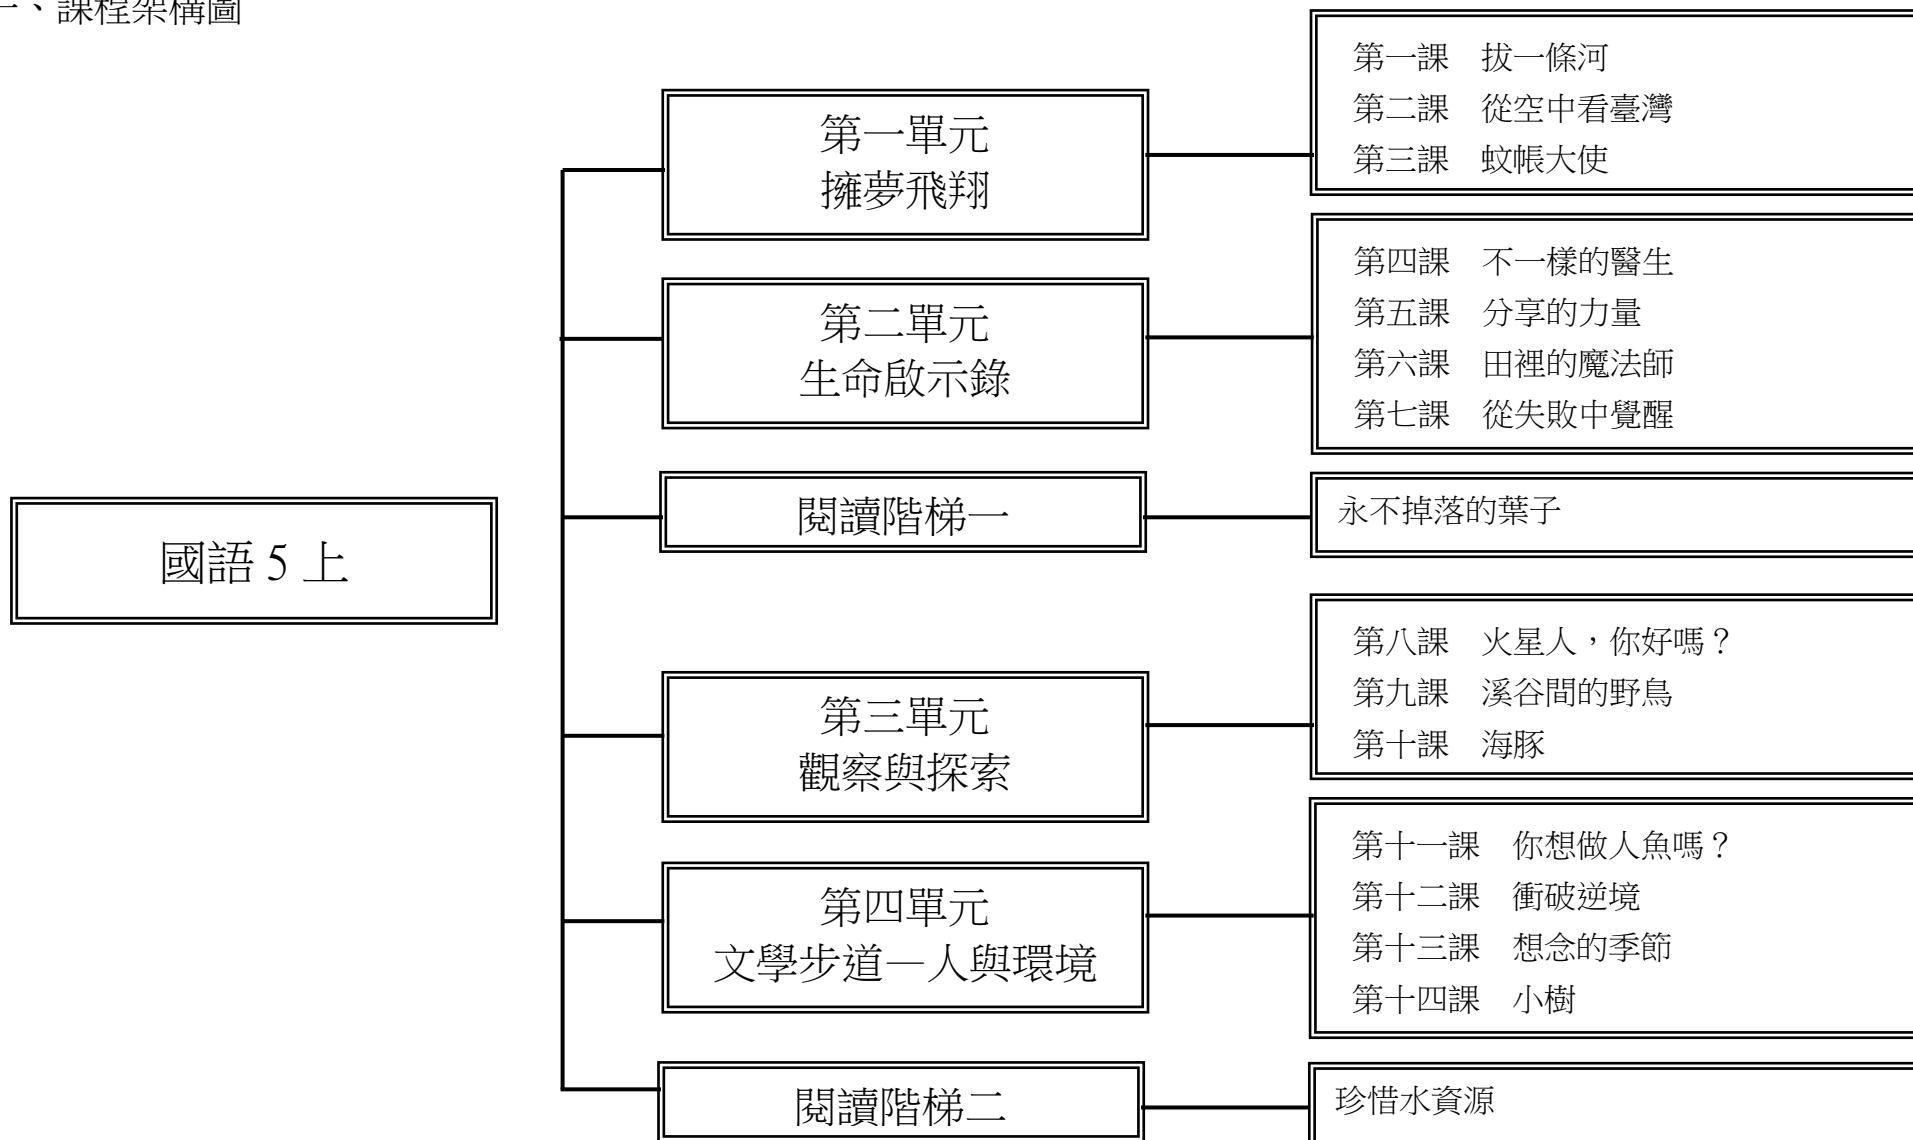 一、課程架構圖
國語 5 上
第一單元
擁夢飛翔
第一課　拔一條河
第二課　從空中看臺灣
第三課　蚊帳大使
第二單元
生命啟示錄
第四課　不一樣的醫生
第五課　分享的力量
第六課　田裡的魔法師
第七課　從失敗中覺醒
閱讀階梯一
永不掉落的葉子
第三單元
觀察與探索
第八課　火星人，你好嗎？
第九課　溪谷間的野鳥
第十課　海豚
第四單元
文學步道—人與環境
第十一課　你想做人魚嗎？
第十二課　衝破逆境
第十三課　想念的季節
第十四課　小樹
閱讀階梯二
珍惜水資源